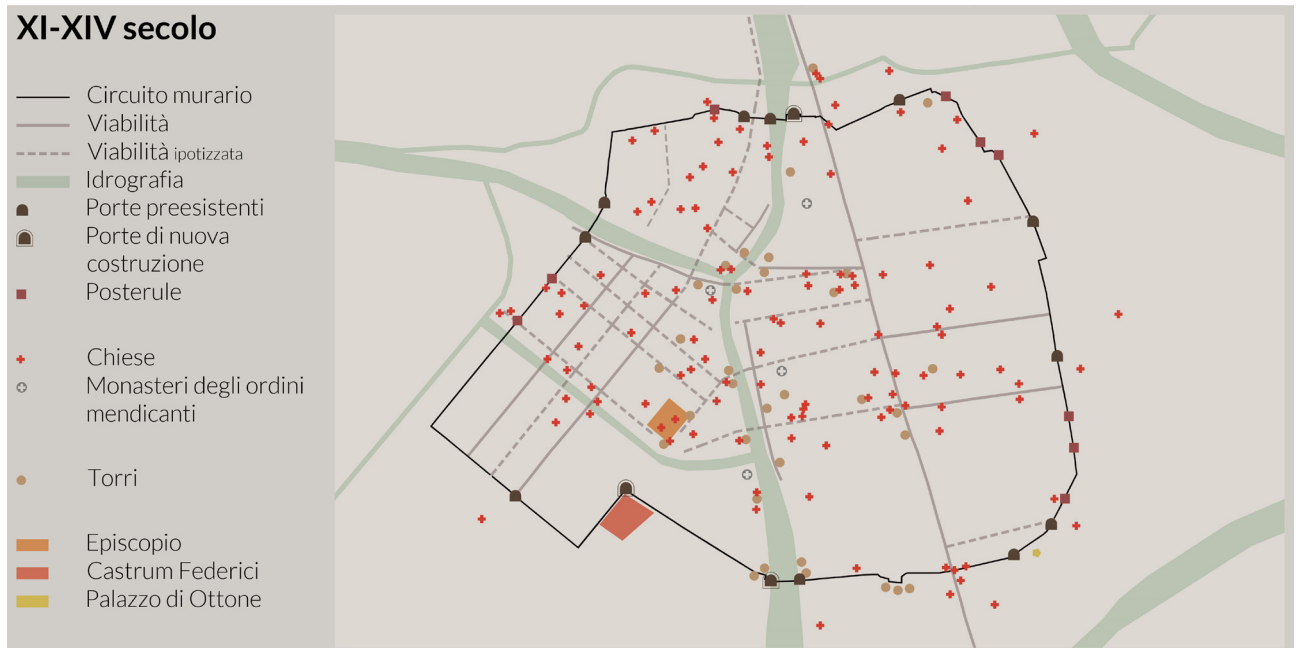 XI-XIV secolo
Circuito murario
Viabilità
Viabilità ipotizzata
Idrografia
Porte preesistenti
Porte di nuova
costruzione
Posterule
Chiese
Monasteri degli ordini
mendicanti
Torri
Episcopio
Castrum Federici
Palazzo di Ottone